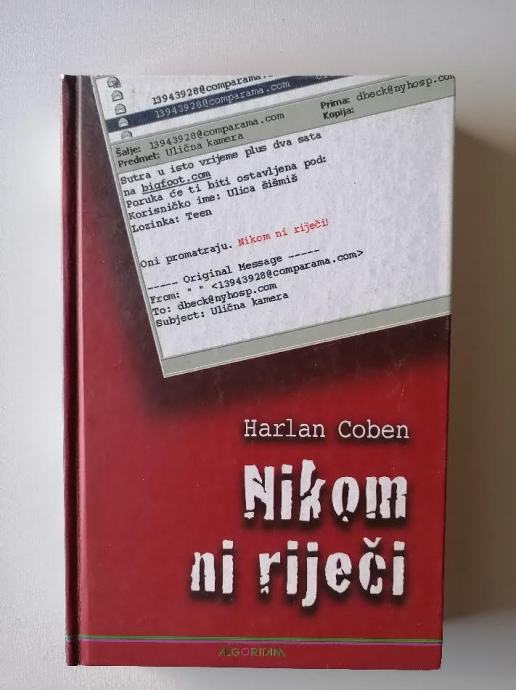 13943928@comparama.co
13943928@comparama.com
Šalje: 13943928@comparama.com Prima: dbeck@nyhosp.com
Predmet: Ulična kamera Kopija:
Sutra u isto vrijeme plus dva sata
na bigfoot.com
Poruka će ti biti ostavljena pod:
Korisničko ime: Ulica šišmiš
Lozinka: Teen
Oni promatraju. Nikom ni riječi!
----- Original Message -----
From: " " <13943928@comparama.com>
To: dbeck@nyhosp.com
Subject: Ulična kamera
Harlan Coben
Nikom
ni riječi
ALGORITAM